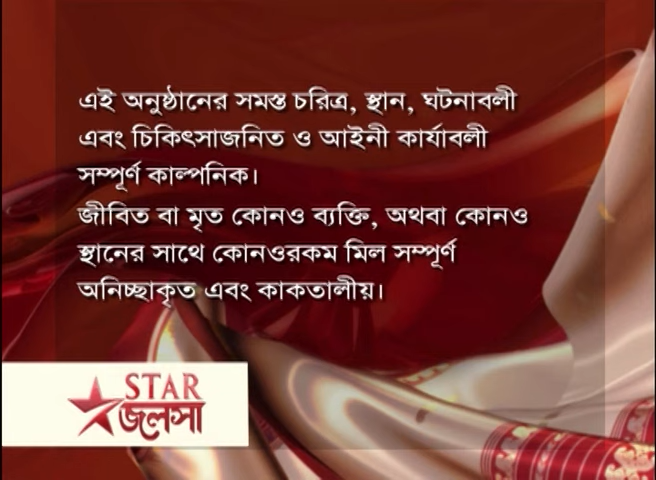 এই অনুষ্ঠানের সমস্ত চরিত্র, স্থান, ঘটনাবলী
এবং চিকিৎসাজনিত ও আইনী কার্যাবলী
সম্পূর্ণ কাল্পনিক।
জীবিত বা মৃত কোনও ব্যক্তি, অথবা কোনও
স্থানের সাথে কোনওরকম মিল সম্পূর্ণ
অনিচ্ছাকৃত এবং কাকতালীয়।
STAR
জলসা